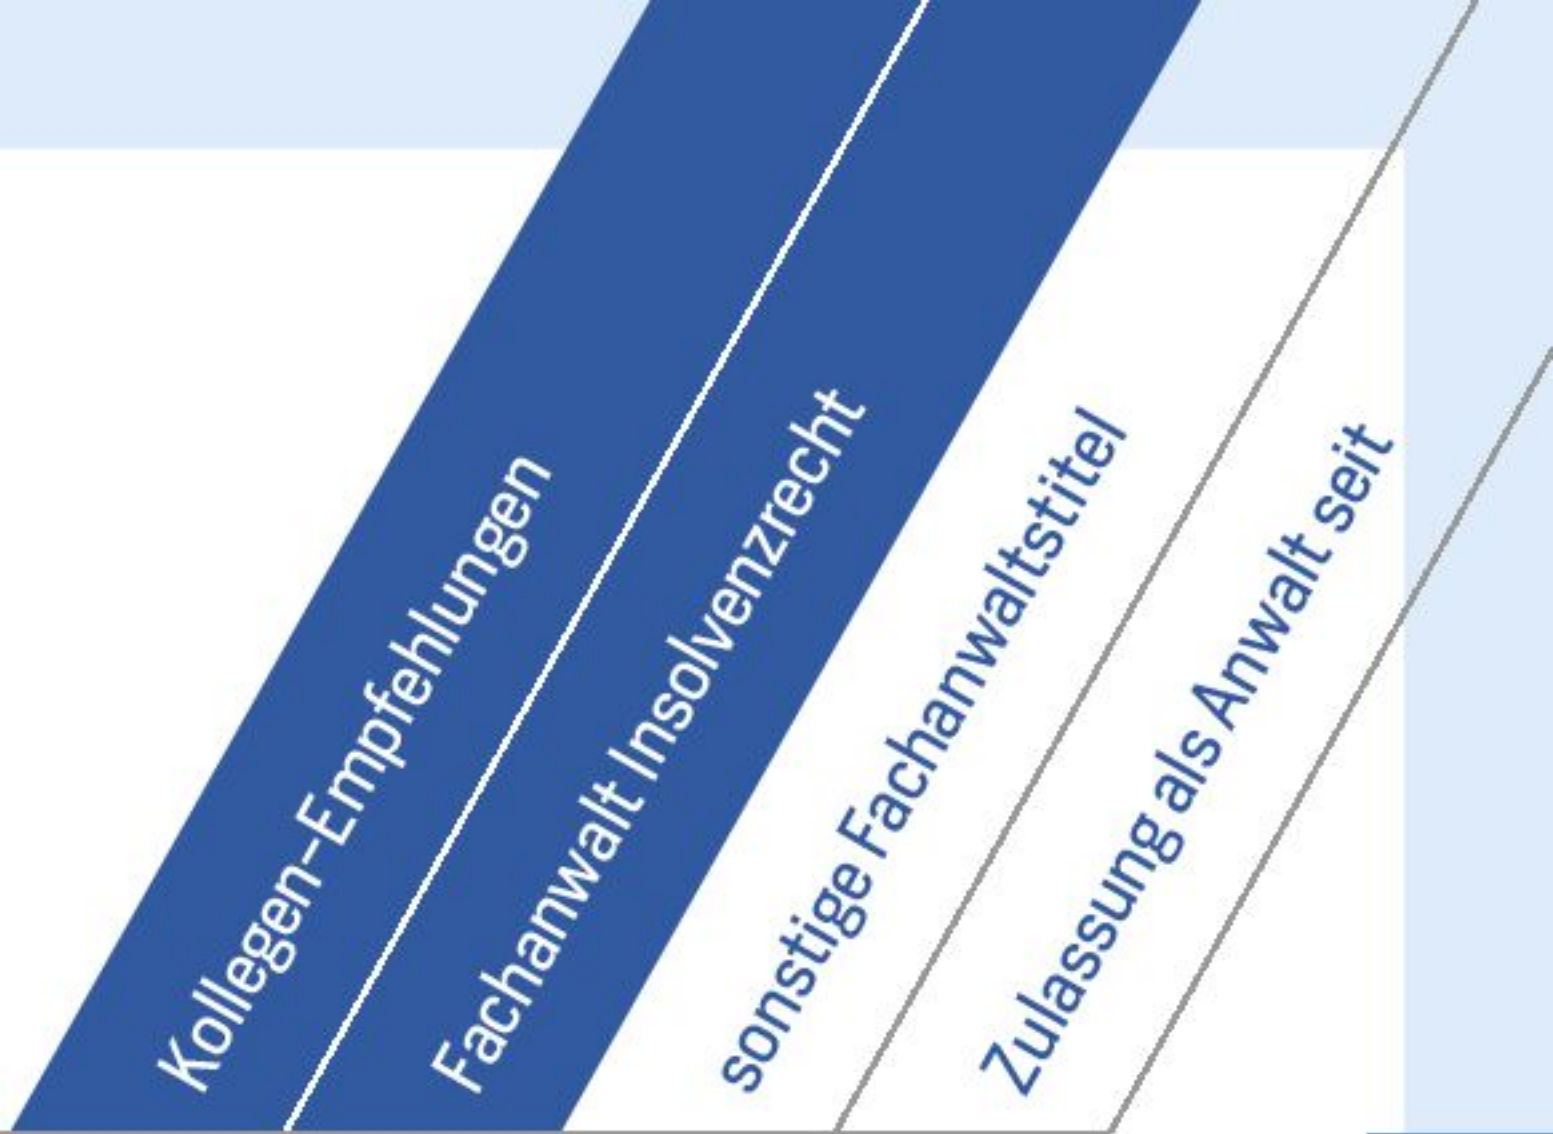 Kollegen-Empfehlungen
Fachanwalt Insolvenzrecht
sonstige Fachanwaltstitel
Zulassung als Anwalt seit